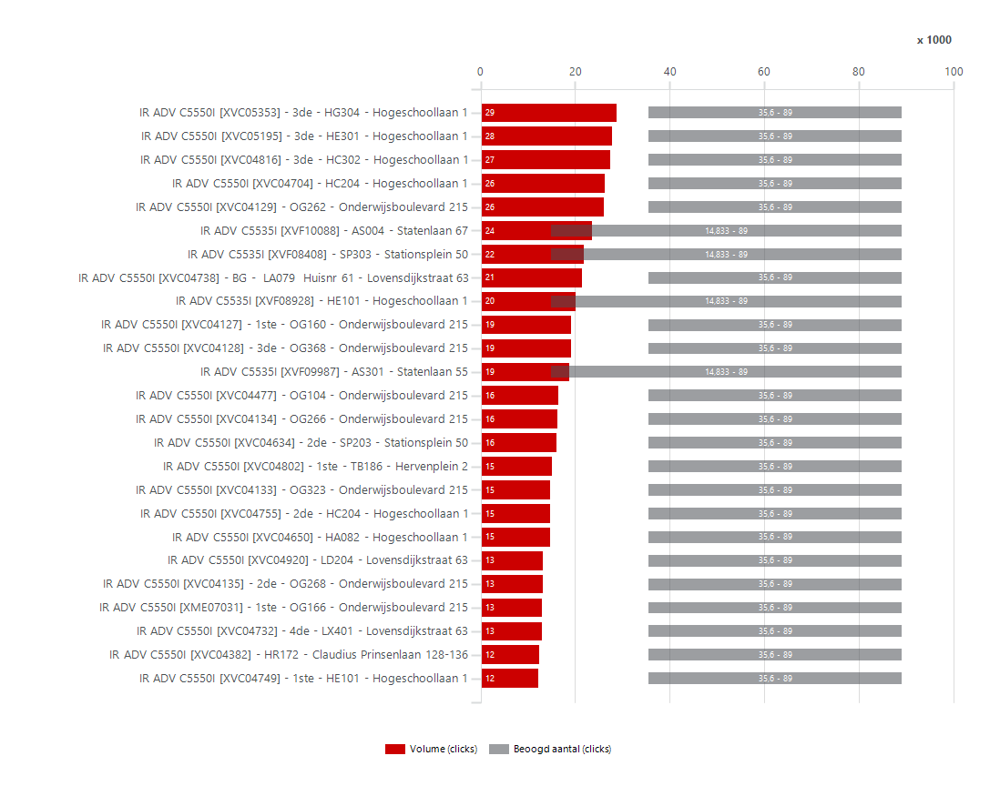 x 1000
0 20 40 60 80 100
IR ADV C5550I [XVC05353] - 3de - HG304 - Hogeschoollaan 1 29 35,6 - 89
IR ADV C5550I [XVC05195] - 3de - HE301 - Hogeschoollaan 1 28 35,6 - 89
IR ADV C5550I [XVC04816] - 3de - HC302 - Hogeschoollaan 1 27 35,6 - 89
IR ADV C5550I [XVC04704] - HC204 - Hogeschoollaan 1 26 35,6 - 89
IR ADV C5550I [XVC04129] - OG262 - Onderwijsboulevard 215 26 35,6 - 89
IR ADV C5535I [XVF10088] - AS004 - Statenlaan 67 24 14,833 - 89
IR ADV C5535I [XVF08408] - SP303 - Stationsplein 50 22 14,833 - 89
IR ADV C5550I [XVC04738] - BG - LA079 Huisnr 61 - Lovensdijkstraat 63 21 35,6 - 89
IR ADV C5535I [XVF08928] - HE101 - Hogeschoollaan 1 20 14,833 - 89
IR ADV C5550I [XVC04127] - 1ste - OG160 - Onderwijsboulevard 215 19 35,6 - 89
IR ADV C5550I [XVC04128] - 3de - OG368 - Onderwijsboulevard 215 19 35,6 - 89
IR ADV C5535I [XVF09987] - AS301 - Statenlaan 55 19 14,833 - 89
IR ADV C5550I [XVC04477] - OG104 - Onderwijsboulevard 215 16 35,6 - 89
IR ADV C5550I [XVC04134] - OG266 - Onderwijsboulevard 215 16 35,6 - 89
IR ADV C5550I [XVC04634] - 2de - SP203 - Stationsplein 50 16 35,6 - 89
IR ADV C5550I [XVC04802] - 1ste - TB186 - Hervenplein 2 15 35,6 - 89
IR ADV C5550I [XVC04133] - OG323 - Onderwijsboulevard 215 15 35,6 - 89
IR ADV C5550I [XVC04755] - 2de - HC204 - Hogeschoollaan 1 15 35,6 - 89
IR ADV C5550I [XVC04650] - HA082 - Hogeschoollaan 1 15 35,6 - 89
IR ADV C5550I [XVC04920] - LD204 - Lovensdijkstraat 63 13 35,6 - 89
IR ADV C5550I [XVC04135] - 2de - OG268 - Onderwijsboulevard 215 13 35,6 - 89
IR ADV C5550I [XME07031] - 1ste - OG166 - Onderwijsboulevard 215 13 35,6 - 89
IR ADV C5550I [XVC04732] - 4de - LX401 - Lovensdijkstraat 63 13 35,6 - 89
IR ADV C5550I [XVC04382] - HR172 - Claudius Prinsenlaan 128-136 12 35,6 - 89
IR ADV C5550I [XVC04749] - 1ste - HE101 - Hogeschoollaan 1 12 35,6 - 89
Volume (clicks) Beoogd aantal (clicks)